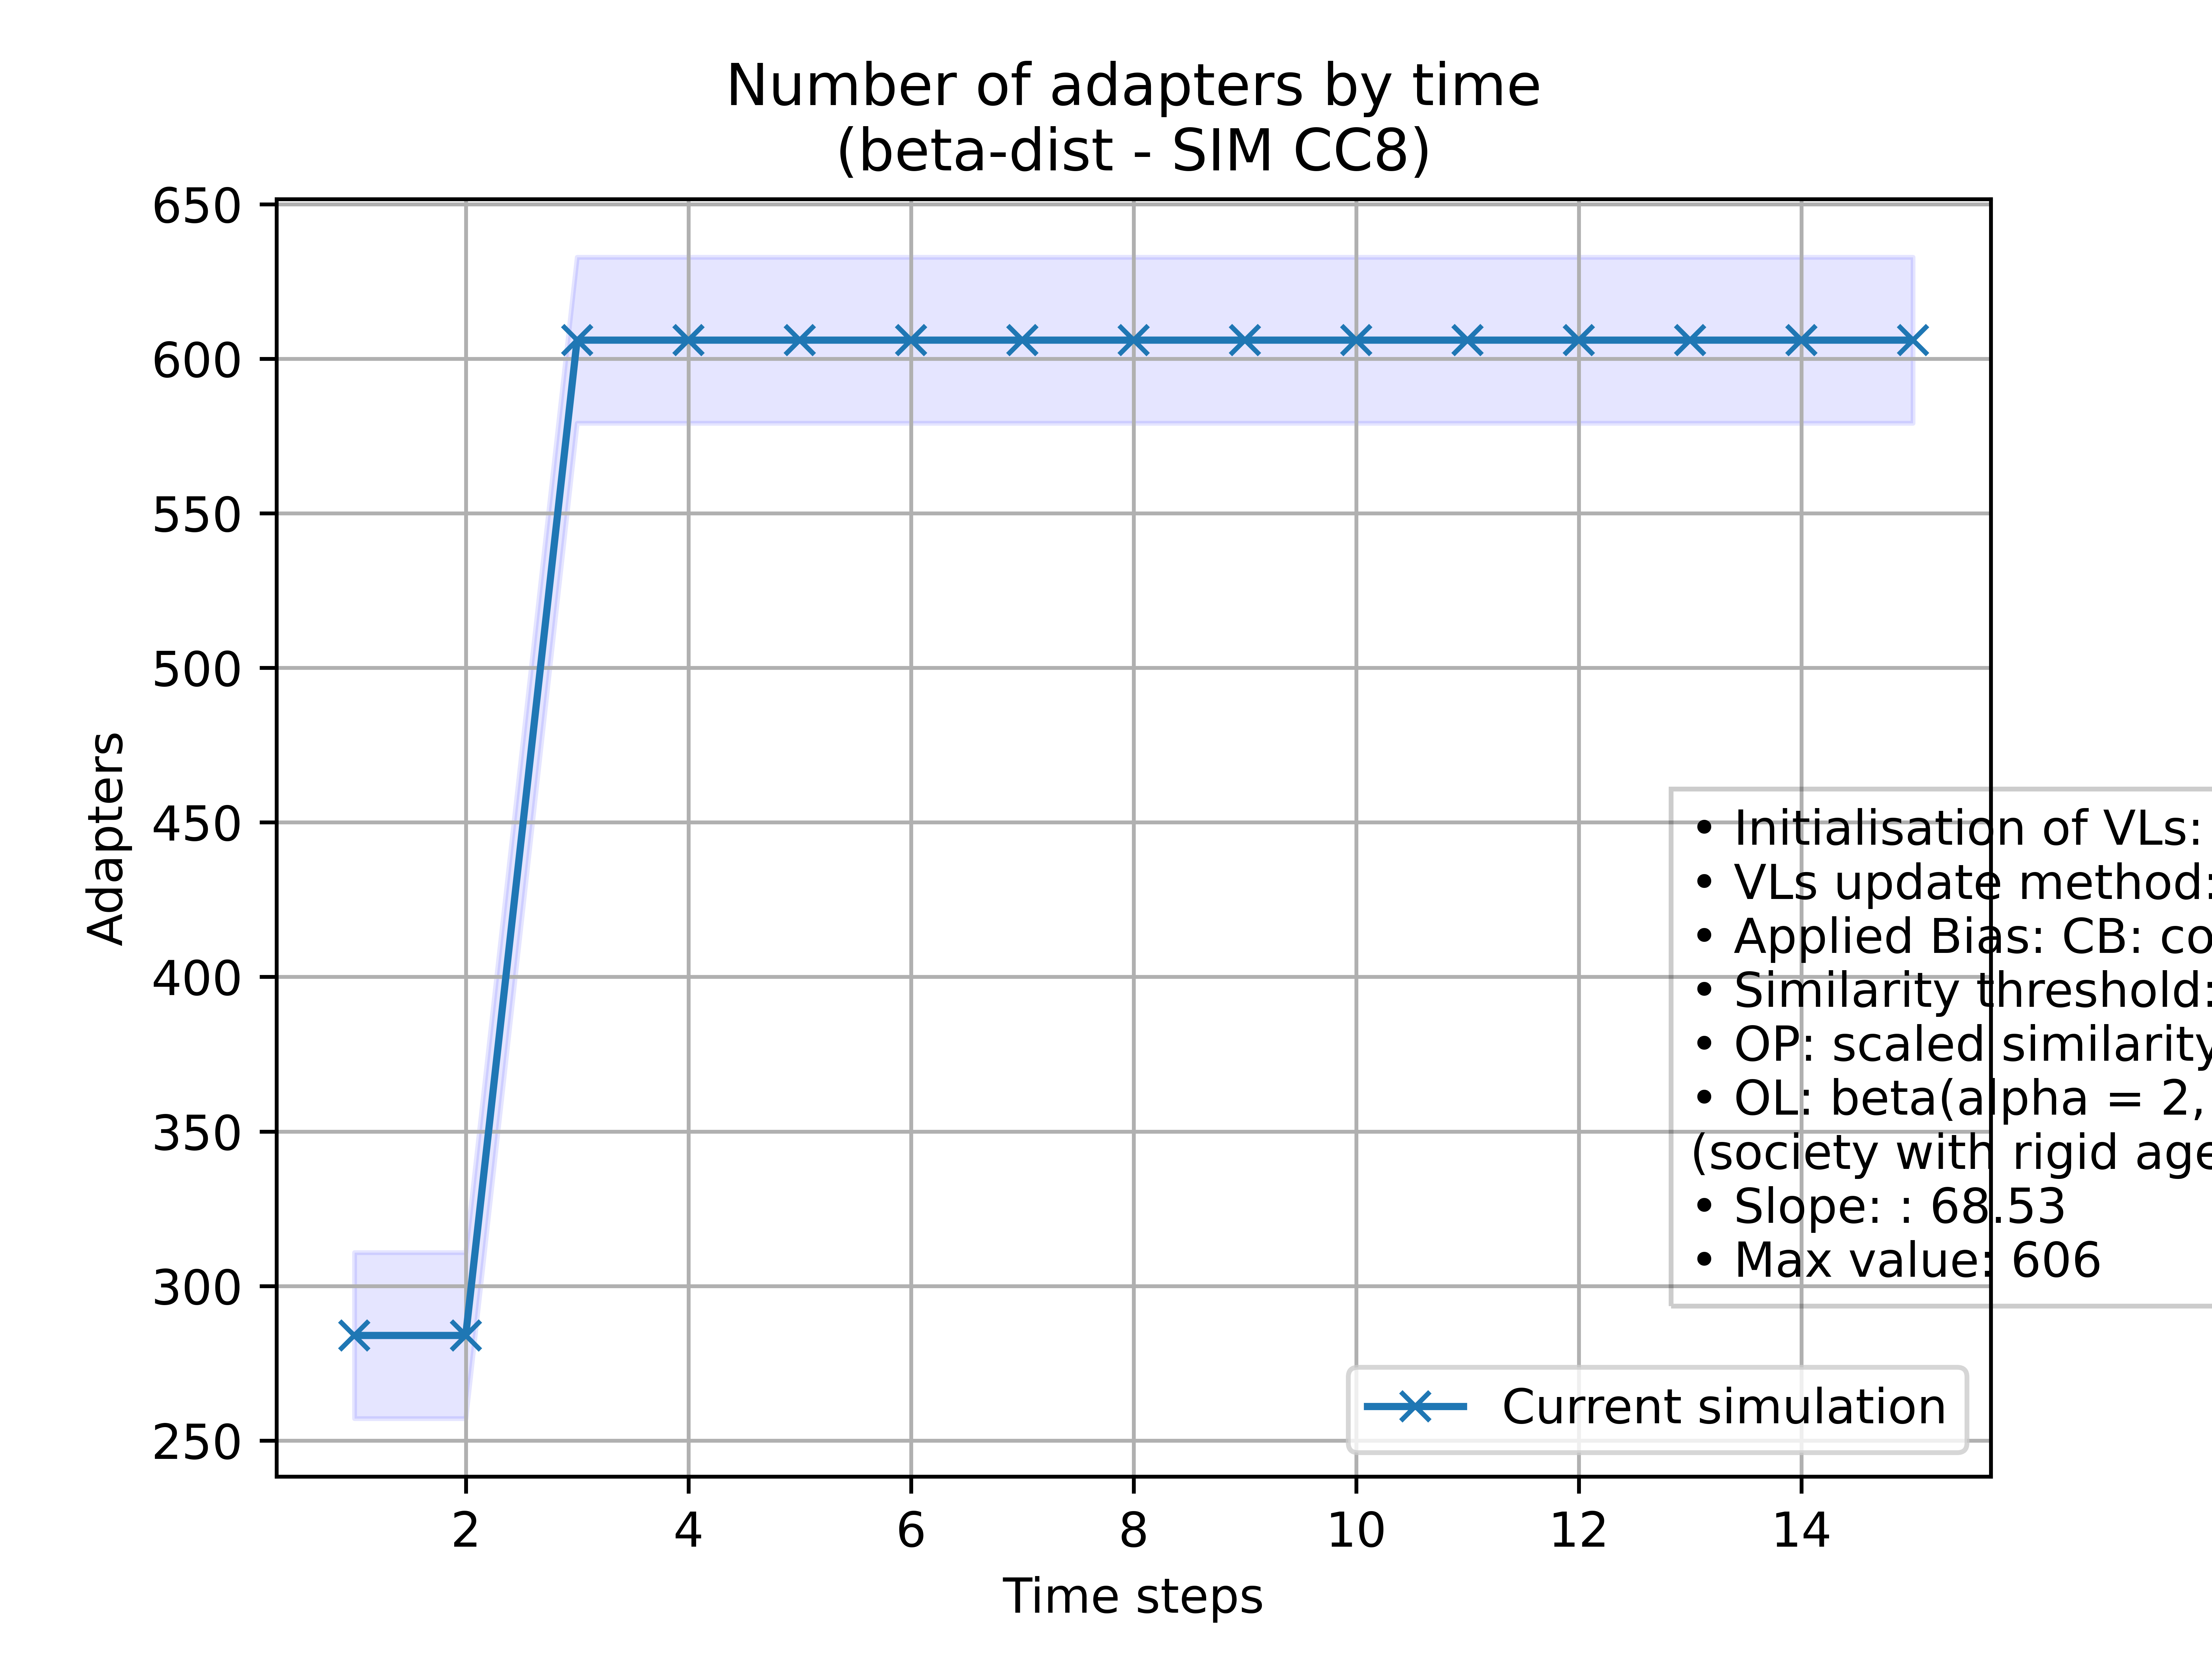 Number of adapters by time
(beta-dist - SIM CC8)
650
600
550
500
450
400
350
300
250
Adapters
• Initialisation of VLs:
• VLs update method:
• Applied Bias: CB:
• Similarity threshold:
• OP: scaled similarity
• OL: beta(alpha = 2,
(society with rigid
• Slope: : 68.53
• Max value: 606
Current simulation
2 4 6 8 10 12 14
Time steps